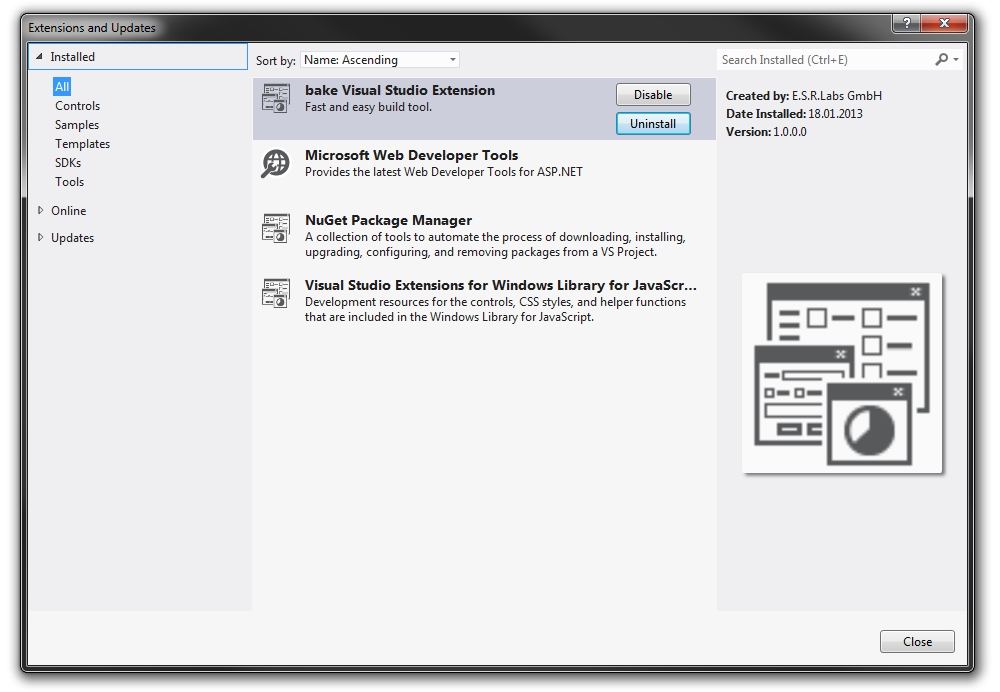 Extensions and Updates
?
Installed
All
Controls
Samples
Templates
SDKs
Tools
Online
Updates
Sort by: Name: Ascending
bake Visual Studio Extension
Fast and easy build tool.
Disable
Uninstall
Microsoft Web Developer Tools
Provides the latest Web Developer Tools for ASP.NET
NuGet Package Manager
A collection of tools to automate the process of downloading, installing,
upgrading, configuring, and removing packages from a VS Project.
Visual Studio Extensions for Windows Library for JavaScr...
Development resources for the controls, CSS styles, and helper functions
that are included in the Windows Library for JavaScript.
Search Installed (Ctrl+E)
Created by: E.S.R.Labs GmbH
Date Installed: 18.01.2013
Version: 1.0.0.0
Close